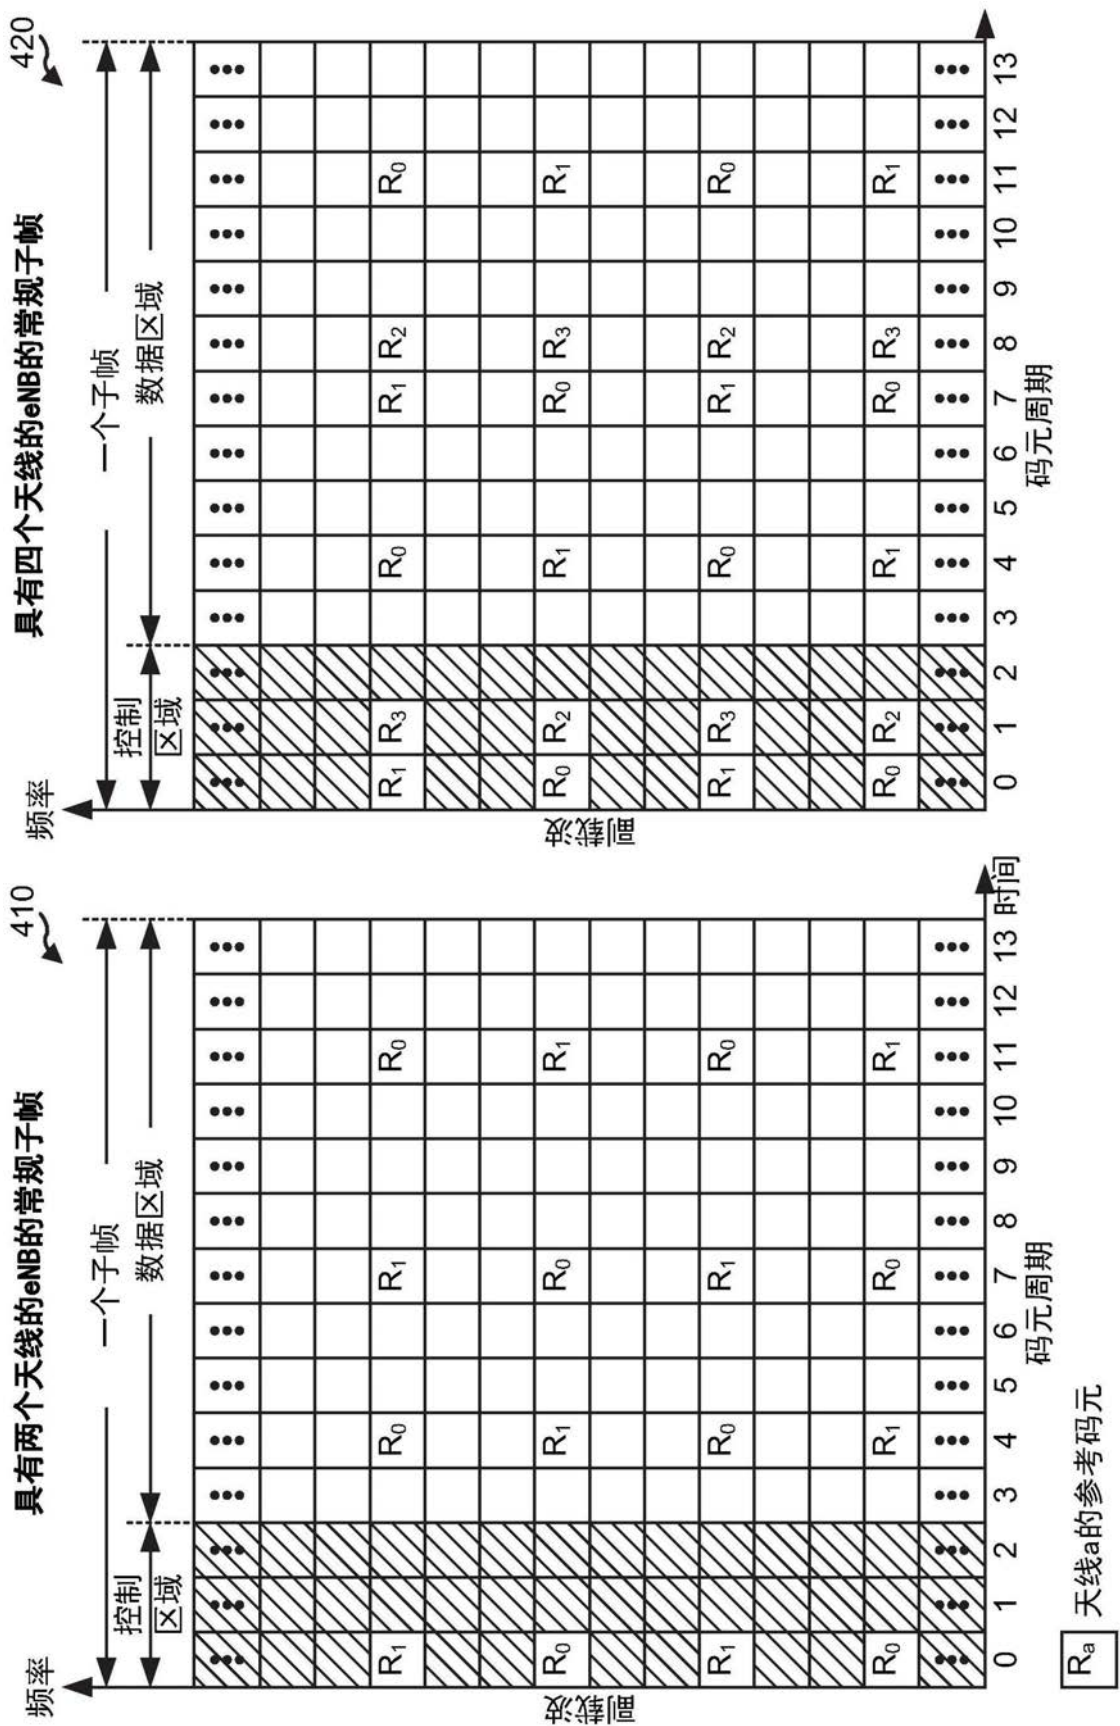 具有两个天线的eNB的常规子帧
410
频率
一个子帧
控制
区域
数据区域
副载波
R₁ R₀ R₁ R₀
R₀ R₁ R₀ R₁
R₁ R₀ R₁ R₀
R₀ R₁ R₀ R₁
0 1 2 3 4 5 6 7 8 9 10 11 12 13 时间
码元周期
具有四个天线的eNB的常规子帧
420
频率
一个子帧
控制
区域
数据区域
副载波
R₁ R₃ R₀ R₁ R₂ R₀
R₀ R₂ R₁ R₀ R₃ R₁
R₁ R₃ R₀ R₁ R₂ R₀
R₀ R₂ R₁ R₀ R₃ R₁
0 1 2 3 4 5 6 7 8 9 10 11 12 13
码元周期
Rₐ 天线a的参考码元